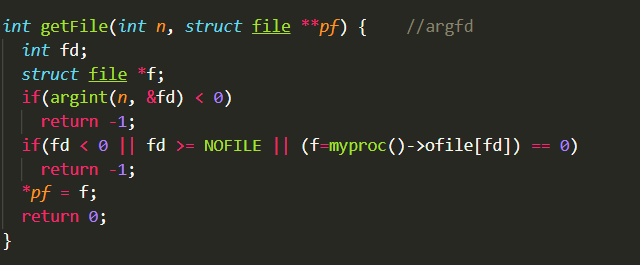 int getFile(int n, struct file **pf) {    //argfd
  int fd;
  struct file *f;
  if(argint(n, &fd) < 0)
    return -1;
  if(fd < 0 || fd >= NOFILE || (f=myproc()->ofile[fd]) == 0)
    return -1;
  *pf = f;
  return 0;
}